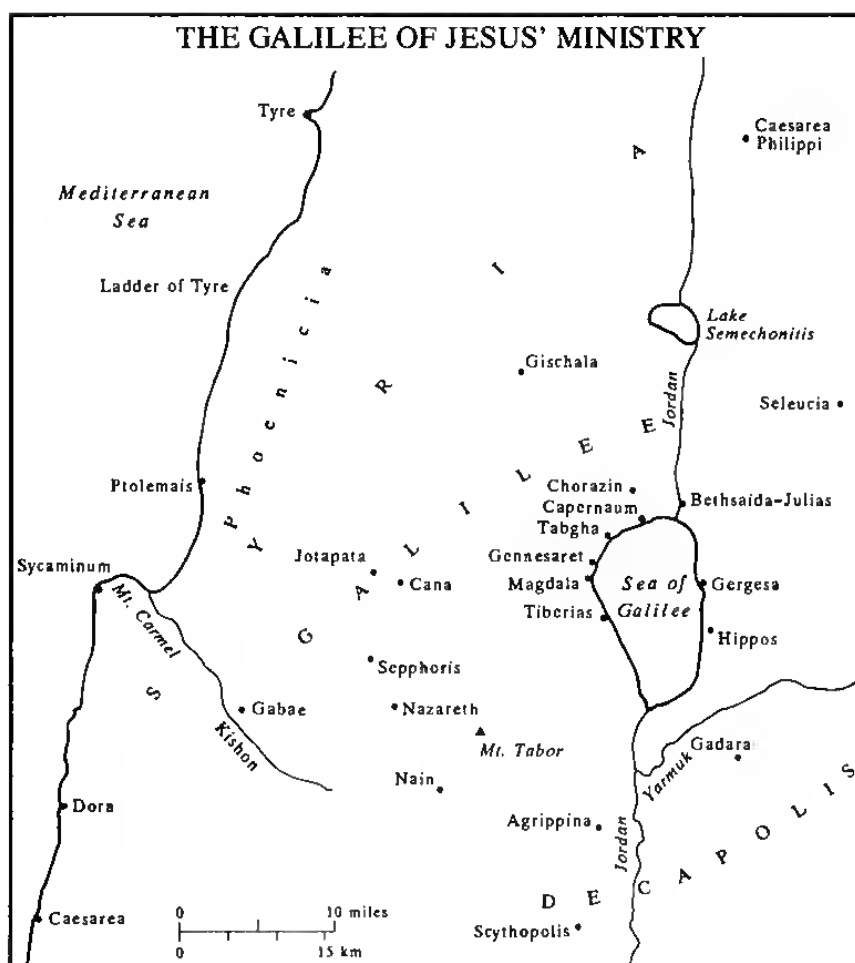 THE GALILEE OF JESUS' MINISTRY
Tyre
Caesarea
Philippi
Mediterranean
Sea
Ladder of Tyre
Phoenicia
SYRIA
Lake
Semechonitis
Gischala
Jordan
Seleucia
GALILEE
Ptolemais
Chorazin
Bethsaida-Julias
Capernaum
Tabgha
Jotapata
Gennesaret
Sycaminum
Cana
Magdala
Sea of
Galilee
Gergesa
Mt. Carmel
Tiberias
Hippos
Sepphoris
Gabae
Nazareth
Kishon
Mt. Tabor
Gadara
Yarmuk
Nain
Dora
Agrippina
Jordan
DECAPOLIS
Caesarea
0 10 miles
0 15 km
Scythopolis